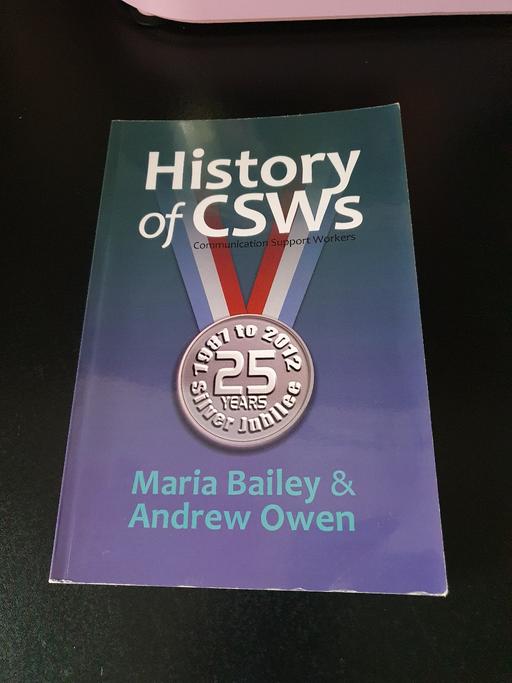 History
of CSWs
Communication Support Workers
1987 to 2012
25
YEARS
Silver Jubilee
Maria Bailey &
Andrew Owen